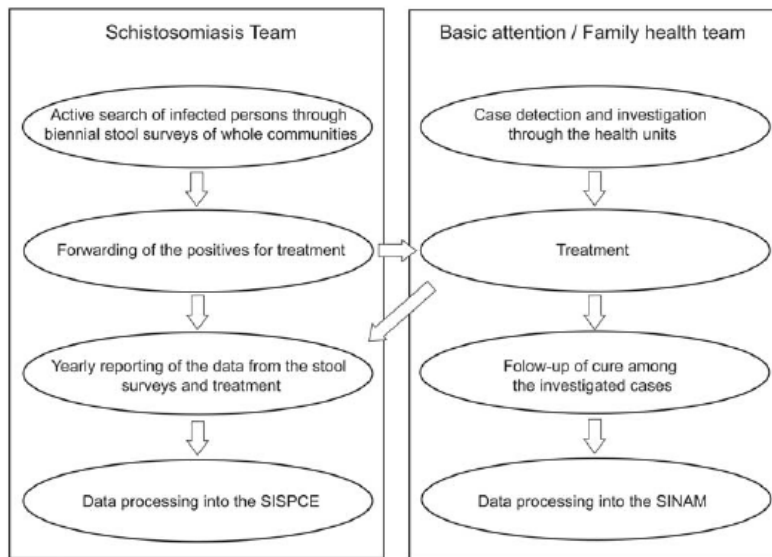 Schistosomiasis Team
Active search of infected persons through
biennial stool surveys of whole communities
Forwarding of the positives for treatment
Yearly reporting of the data from the stool
surveys and treatment
Data processing into the SISPCE
Basic attention / Family health team
Case detection and investigation
through the health units
Treatment
Folow-up of cure among
the investigated cases
Data processing into the SINAM